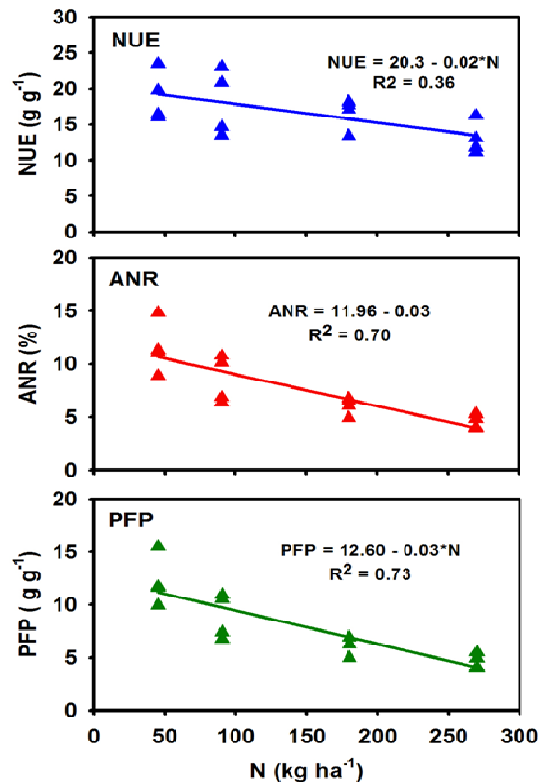 NUE
NUE = 20.3 - 0.02*N
R2 = 0.36
NUE (g g-1)
30
25
20
15
10
5
0
ANR
ANR = 11.96 - 0.03
R2 = 0.70
ANR (%)
20
15
10
5
0
PFP
PFP = 12.60 - 0.03*N
R2 = 0.73
PFP ( g g-1)
20
15
10
5
0
0 50 100 150 200 250 300
N (kg ha-1)